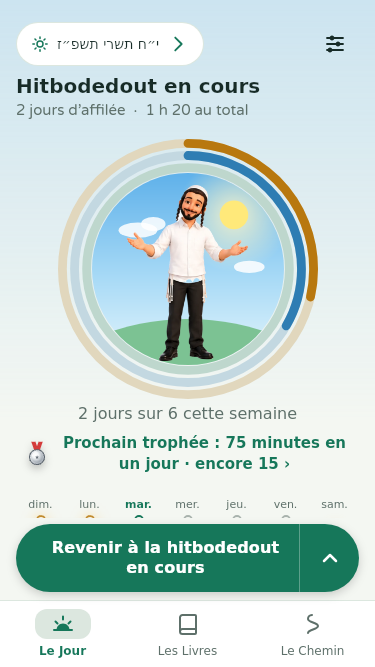 י״ח תשרי תשפ״ז
Hitbodedout en cours
2 jours d'affilée · 1 h 20 au total
2 jours sur 6 cette semaine
Prochain trophée : 75 minutes en
un jour · encore 15 ›
dim. lun. mar. mer. jeu. ven. sam.
Revenir à la hitbodedout
en cours
Le Jour Les Livres Le Chemin